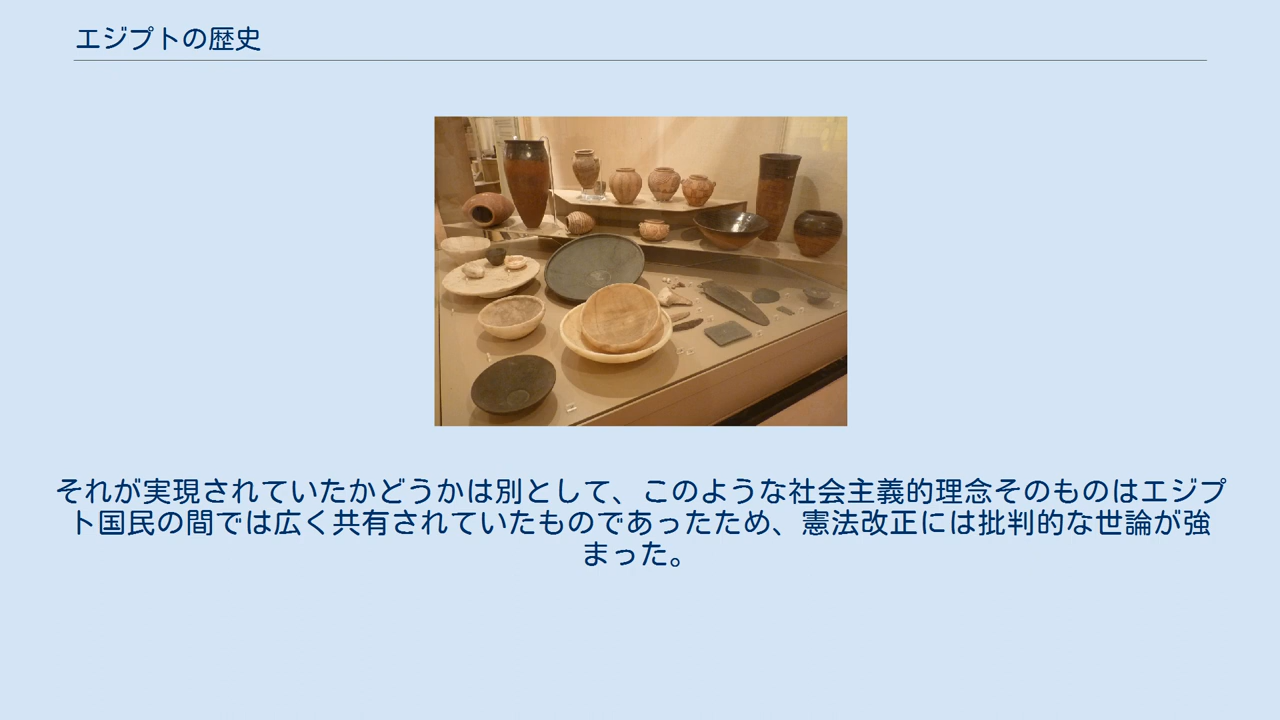 エジプトの歴史
それが実現されていたかどうかは別として、このような社会主義的理念そのものはエジプ
ト国民の間では広く共有されていたものであったため、憲法改正には批判的な世論が強
まった。